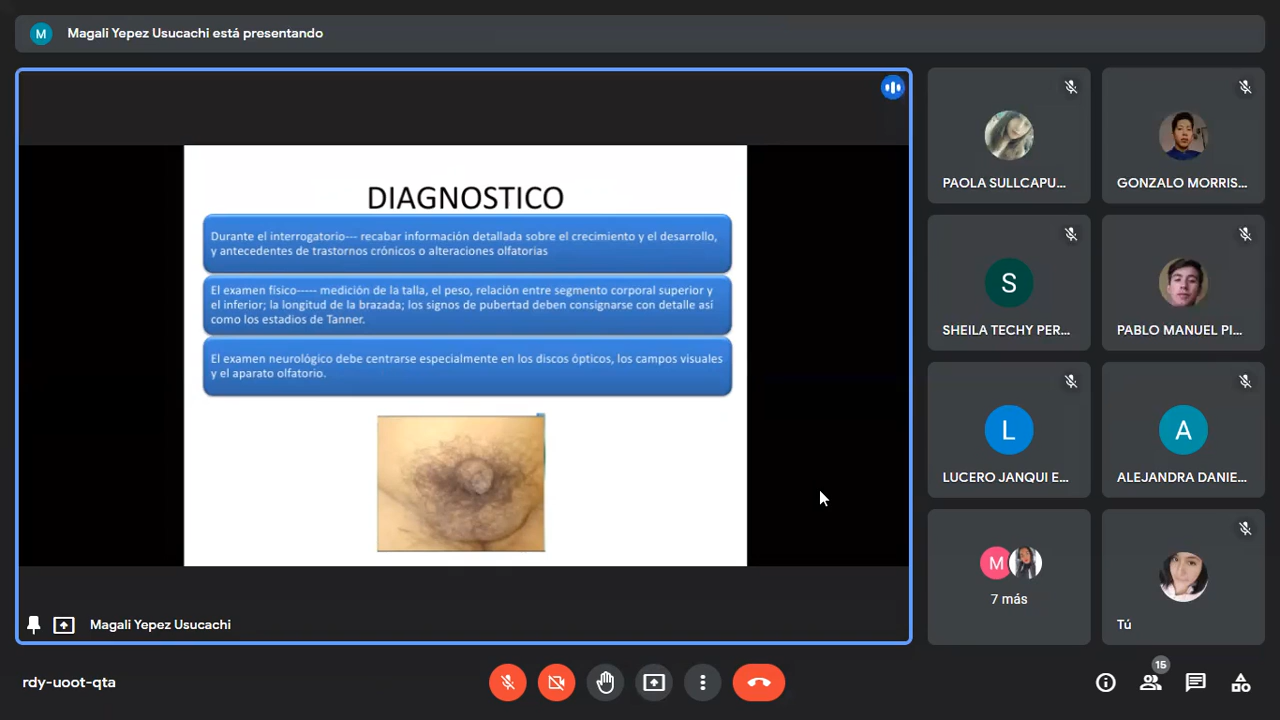 M
Magali Yepez Usucachi está presentando
DIAGNOSTICO
Durante el interrogatorio--- recabar información detallada sobre el crecimiento y el desarrollo,
y antecedentes de trastornos crónicos o alteraciones olfatorias
El examen físico----- medición de la talla, el peso, relación entre segmento corporal superior y
el inferior; la longitud de la brazada; los signos de pubertad deben consignarse con detalle así
como los estadios de Tanner.
El examen neurológico debe centrarse especialmente en los discos ópticos, los campos visuales
y el aparato olfatorio.
Magali Yepez Usucachi
PAOLA SULLCAPU...
GONZALO MORRIS...
S
SHEILA TECHY PER...
PABLO MANUEL PI...
L
LUCERO JANQUI E...
A
ALEJANDRA DANIE...
M
7 más
Tú
rdy-uoot-qta
15